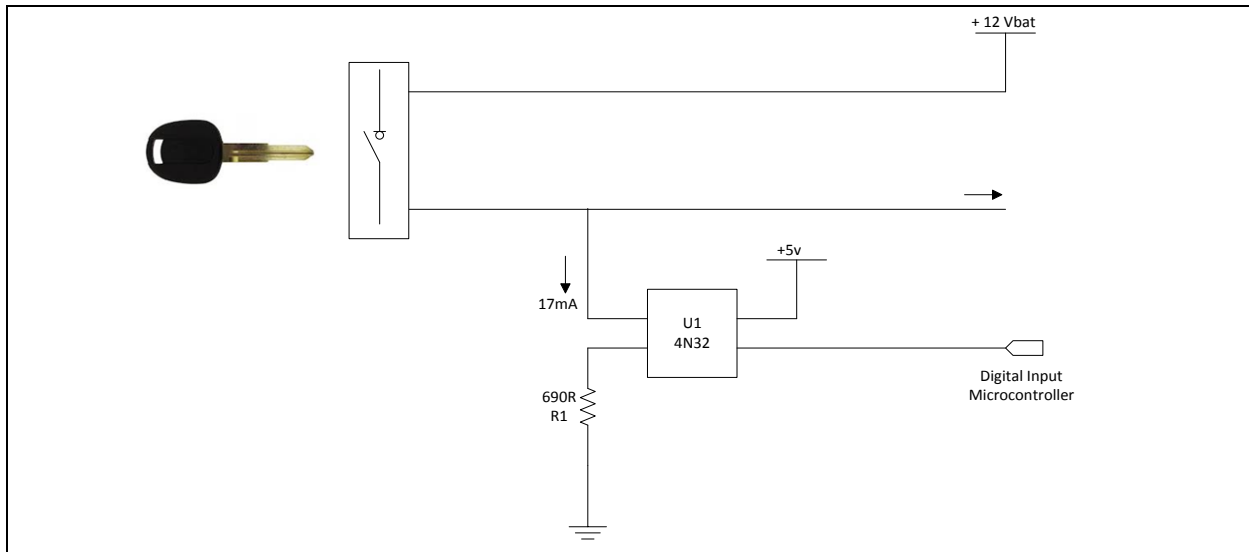 + 12 Vbat
+5v
17mA
U1
4N32
690R
R1
Digital Input
Microcontroller